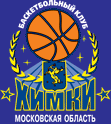 БАСКЕТБОЛЬНЫЙ КЛУБ
ХИМКИ
МОСКОВСКАЯ ОБЛАСТЬ